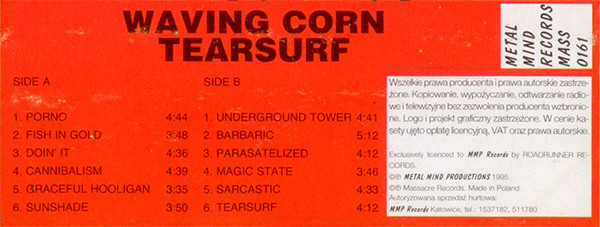 WAVING CORN
TEARSURF
METAL
MIND
RECORDS
MASS
0161
SIDE A
1. PORNO 4:44
2. FISH IN GOLD 3:48
3. DOIN' IT 4:36
4. CANNIBALISM 4:39
5. GRACEFUL HOOLIGAN 3:35
6. SUNSHADE 3:50
SIDE B
1. UNDERGROUND TOWER 4:41
2. BARBARIC 5:12
3. PARASATELIZED 4:12
4. MAGIC STATE 3:46
5. SARCASTIC 4:33
6. TEARSURF 4:12
Wszelkie prawa producenta i prawa autorskie zastrze-
żone. Kopiowanie, wypożyczanie, odtwarzanie radio-
we i telewizyjne bez zezwolenia producenta wzbronio-
ne. Logo i projekt graficzny zastrzeżone. W cenie ka-
sety ujęto opłatę licencyjną, VAT oraz prawa autorskie.
Exclusively licenced to MMP Records by ROADRUNNER RE-
CORDS.
©℗ METAL MIND PRODUCTIONS 1995.
©℗ Massacre Records. Made in Poland.
Autoryzowana sprzedaż hurtowa:
MMP Records Katowice, tel.: 1537182, 511780